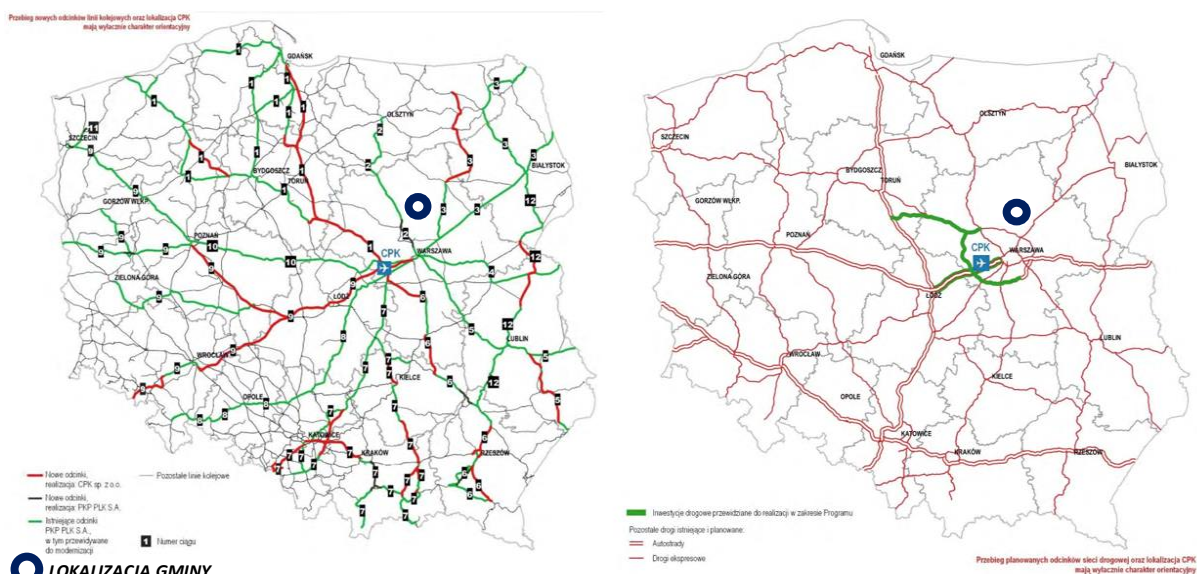 Przebieg nowych odcinków linii kolejowych oraz lokalizacja CPK
mają wyłącznie charakter orientacyjny
GDAŃSK
OLSZTYN
SZCZECIN
BIAŁYSTOK
BYDGOSZCZ
TORUŃ
GORZÓW WLKP.
POZNAŃ
WARSZAWA
CPK
ZIELONA GÓRA
ŁÓDŹ
LUBLIN
WROCŁAW
KIELCE
OPOLE
KATOWICE
KRAKÓW
RZESZÓW
Nowe odcinki,
realizacja: CPK sp. z o.o.
Pozostałe linie kolejowe
Nowe odcinki,
realizacja: PKP PLK S.A.
Istniejące odcinki
PKP PLK S.A.,
w tym przewidywane
do modernizacji
1 Numer ciągu
LOKALIZACJA GMINY
GDAŃSK
OLSZTYN
SZCZECIN
BIAŁYSTOK
BYDGOSZCZ
TORUŃ
GORZÓW WLKP.
POZNAŃ
CPK
WARSZAWA
ZIELONA GÓRA
ŁÓDŹ
LUBLIN
WROCŁAW
KIELCE
OPOLE
KATOWICE
KRAKÓW
RZESZÓW
Inwestycje drogowe przewidziane do realizacji w zakresie Programu
Pozostałe drogi istniejące i planowane:
Autostrady
Drogi ekspresowe
Przebieg planowanych odcinków sieci drogowej oraz lokalizacja CPK
mają wyłącznie charakter orientacyjny